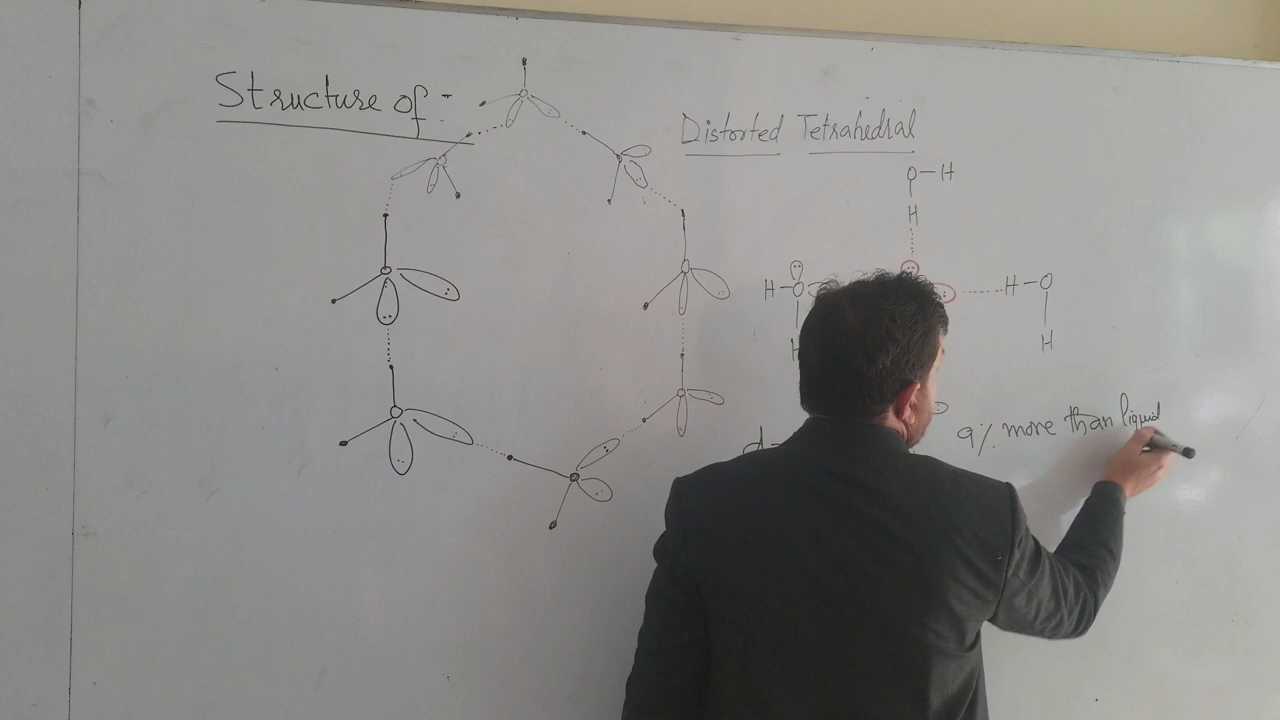 Structure of :-
Distorted Tetrahedral
O-H
H
H-O
H-O
H
H
9% more than liquid